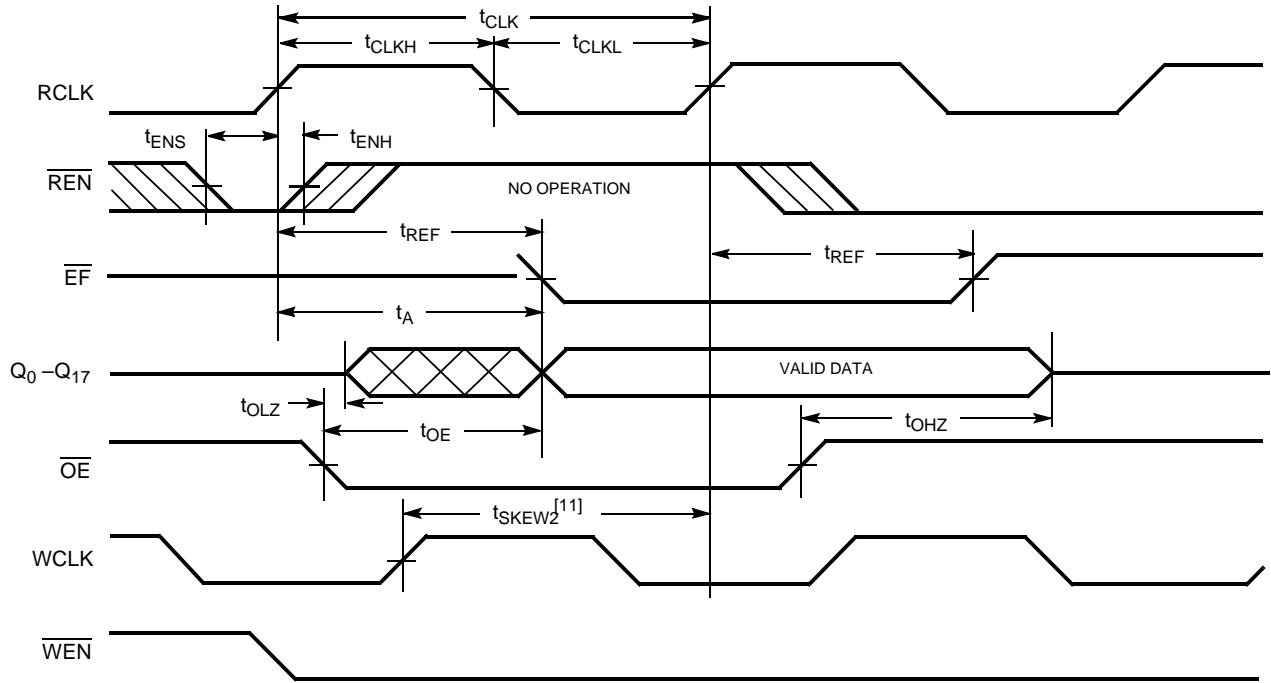 tCLK
tCLKH tCLKL
RCLK
tENS tENH
REN NO OPERATION
tREF
tREF
EF
tA
Q0 –Q17 VALID DATA
tOLZ
tOE tOHZ
OE
tSKEW2[11]
WCLK
WEN